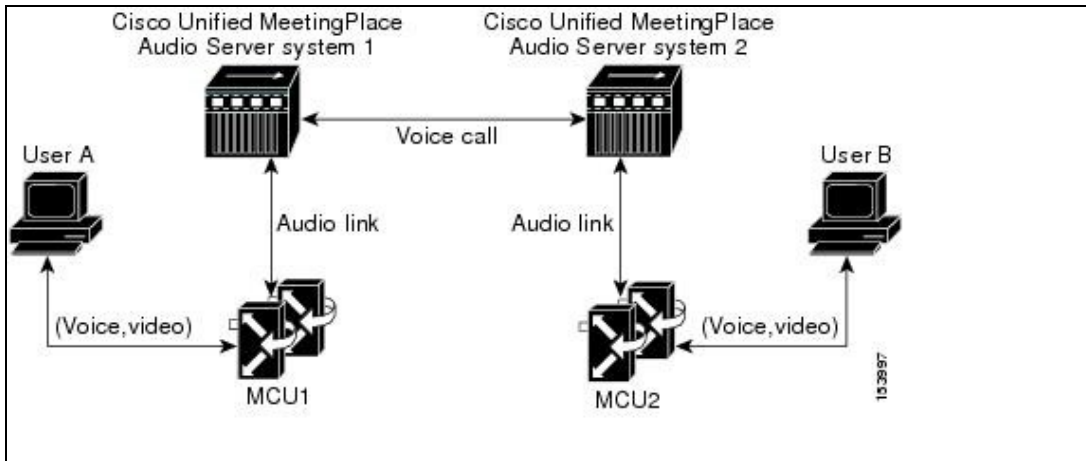 Cisco Unified MeetingPlace
Audio Server system 1
Cisco Unified MeetingPlace
Audio Server system 2
Voice call
User A
User B
Audio link
Audio link
(Voice,video)
(Voice,video)
MCU1
MCU2
153997